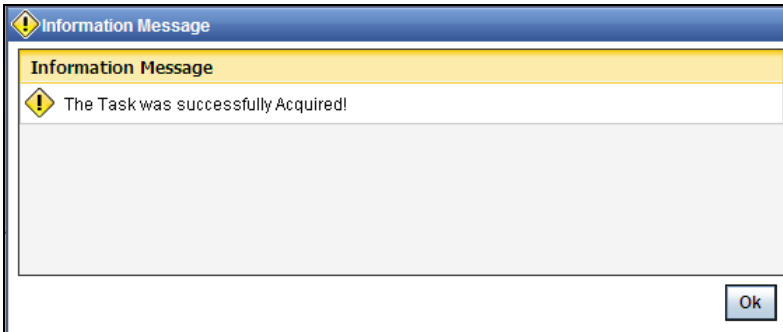 Information Message
Information Message
The Task was successfully Acquired!
Ok